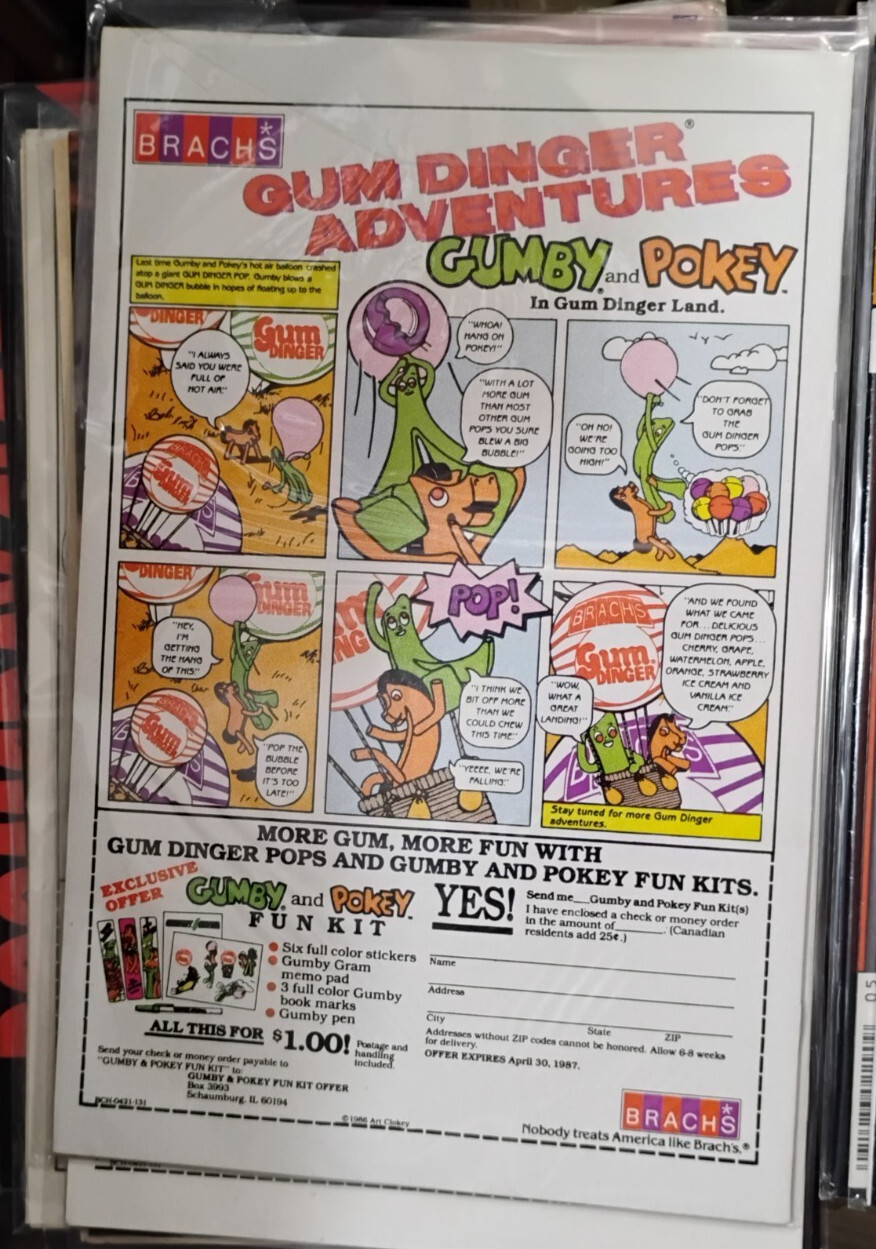 BRACH'S
GUM DINGER®
ADVENTURES
GUMBY® and POKEY™
In Gum Dinger Land.
Last time Gumby and Pokey's hot air balloon crashed
atop a giant GUM DINGER POP. Gumby blows a
GUM DINGER bubble in hopes of floating up to the
balloon.
DINGER
Gum
DINGER
"I ALWAYS
SAID YOU WERE
FULL OF
HOT AIR."
BRACH'S
Gum
"WHOA!
HANG ON
POKEY!"
"WITH A LOT
MORE GUM
THAN MOST
OTHER GUM
POPS YOU SURE
BLEW A BIG
BUBBLE!"
"OH NO!
WE'RE
GOING TOO
HIGH!"
"DON'T FORGET
TO GRAB
THE
GUM DINGER
POPS."
DINGER
Gum
DINGER
"HEY,
I'M
GETTING
THE HANG
OF THIS."
BRACH'S
Gum
"POP THE
BUBBLE
BEFORE
IT'S TOO
LATE!"
POP!
"I THINK WE
BIT OFF MORE
THAN WE
COULD CHEW
THIS TIME."
"YEEEE, WE'RE
FALLING."
BRACH'S
Gum
DINGER
"WOW,
WHAT A
GREAT
LANDING!"
"AND WE FOUND
WHAT WE CAME
FOR...DELICIOUS
GUM DINGER POPS...
CHERRY, GRAPE,
WATERMELON, APPLE,
ORANGE, STRAWBERRY
ICE CREAM AND
VANILLA ICE
CREAM."
Stay tuned for more Gum Dinger
adventures.
MORE GUM, MORE FUN WITH
GUM DINGER POPS AND GUMBY AND POKEY FUN KITS.
EXCLUSIVE
OFFER
GUMBY® and POKEY™
FUN KIT
Six full color stickers
Gumby Gram
memo pad
3 full color Gumby
book marks
Gumby pen
ALL THIS FOR $1.00! Postage and
handling
included.
Send your check or money order payable to
"GUMBY & POKEY FUN KIT" to:
GUMBY & POKEY FUN KIT OFFER
Box 3993
Schaumburg, IL 60194
BCH-0421-131
YES! Send me___Gumby and Pokey Fun Kit(s)
I have enclosed a check or money order
in the amount of________. (Canadian
residents add 25¢.)
Name
Address
City State ZIP
Addresses without ZIP codes cannot be honored. Allow 6-8 weeks
for delivery.
OFFER EXPIRES April 30, 1987.
© 1986 Art Clokey
BRACH'S
Nobody treats America like Brach's.®
05